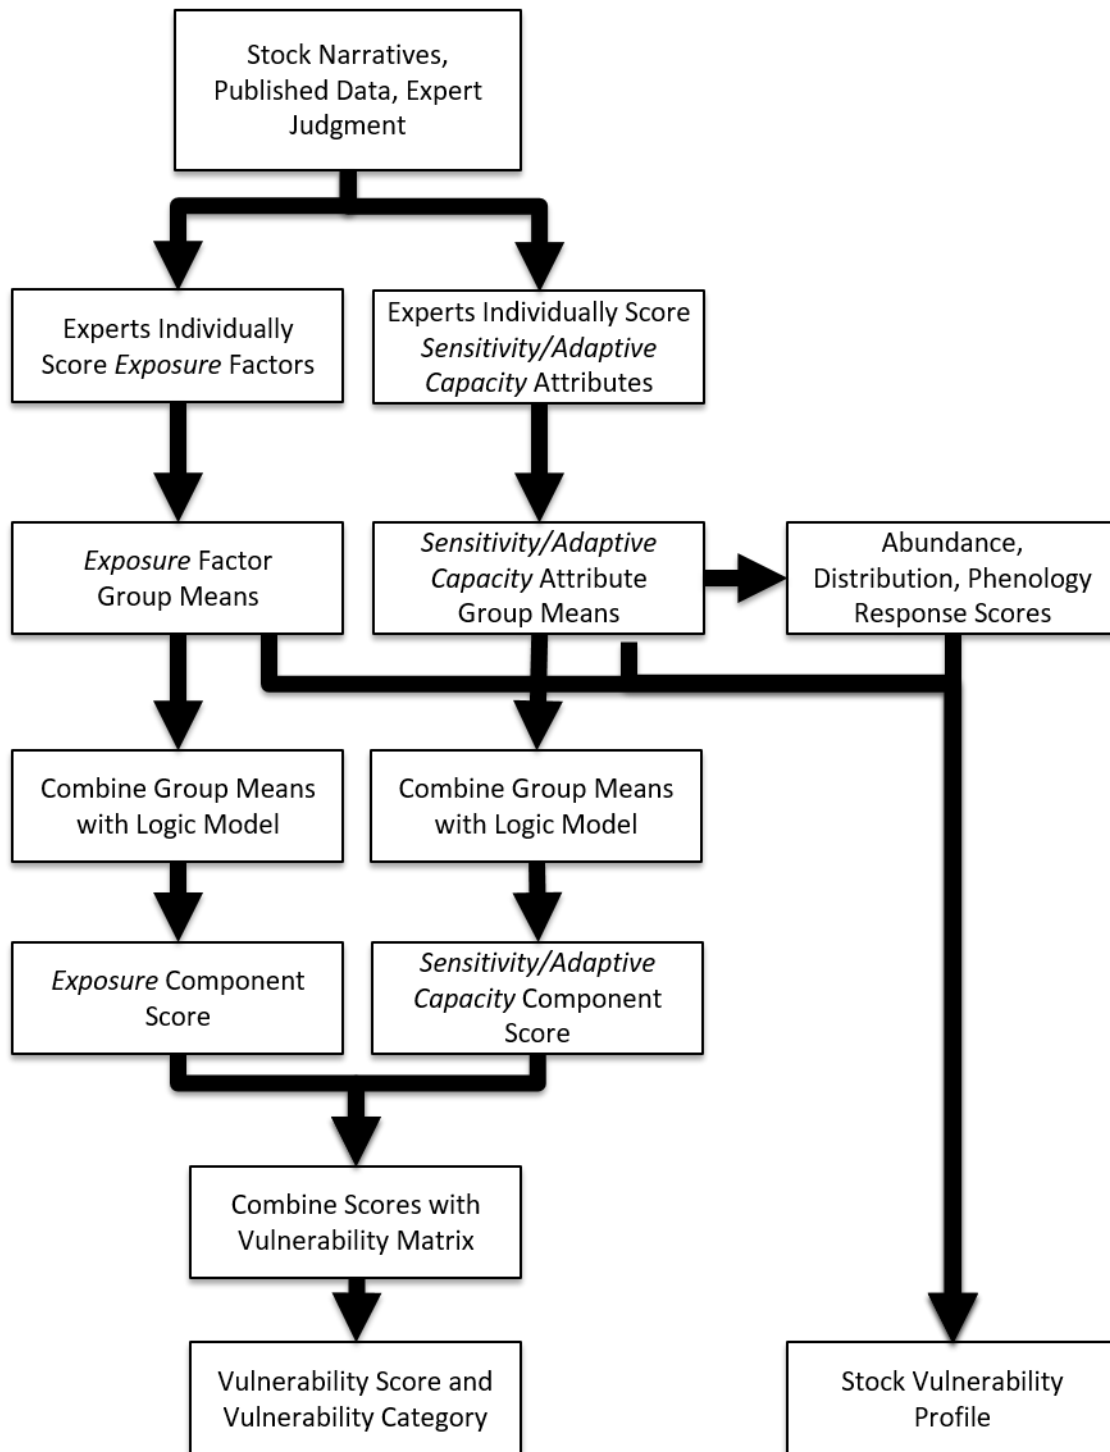 Stock Narratives,
Published Data, Expert
Judgment
Experts Individually
Score Exposure Factors
Experts Individually Score
Sensitivity/Adaptive
Capacity Attributes
Exposure Factor
Group Means
Sensitivity/Adaptive
Capacity Attribute
Group Means
Abundance,
Distribution, Phenology
Response Scores
Combine Group Means
with Logic Model
Combine Group Means
with Logic Model
Exposure Component
Score
Sensitivity/Adaptive
Capacity Component
Score
Combine Scores with
Vulnerability Matrix
Vulnerability Score and
Vulnerability Category
Stock Vulnerability
Profile